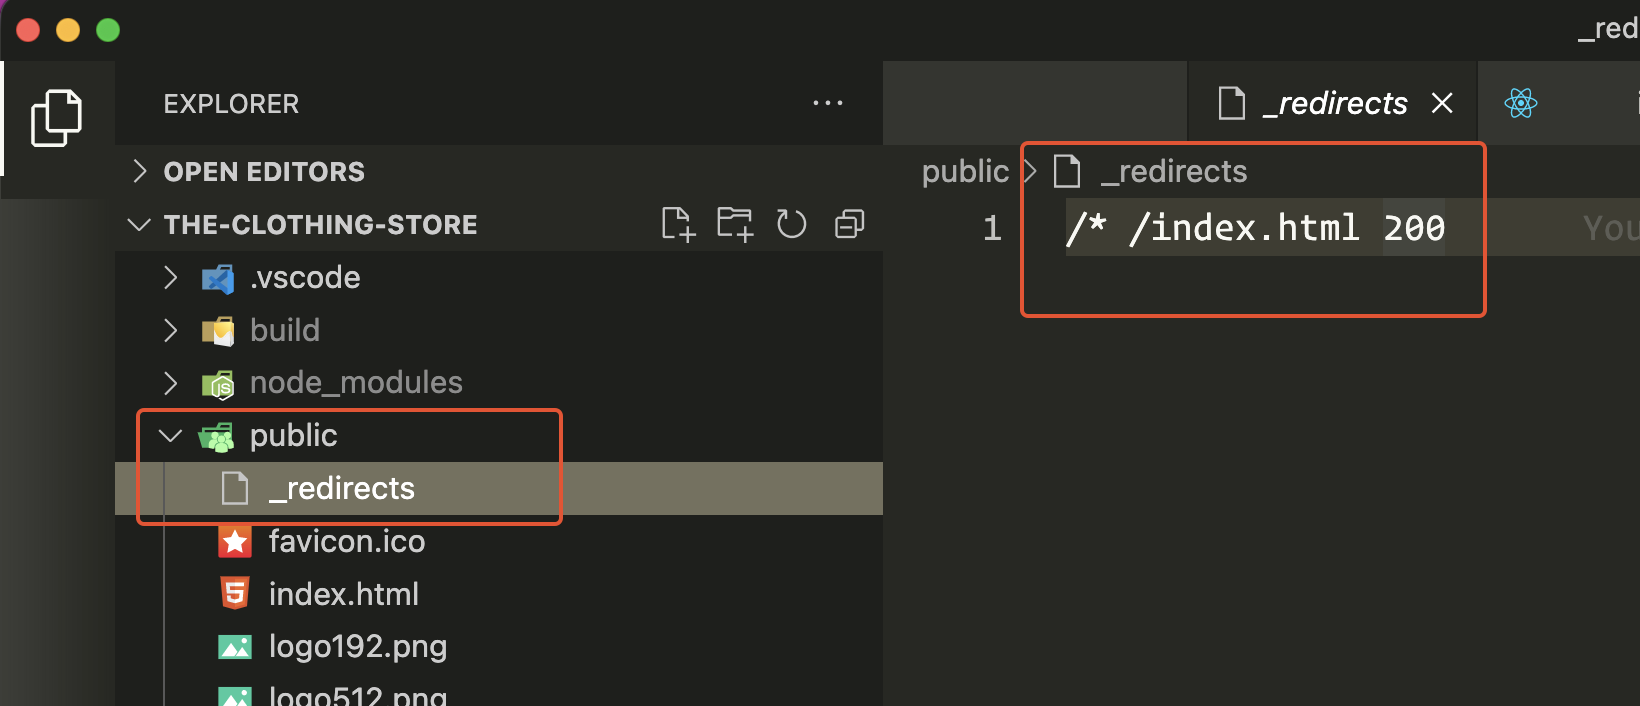 _red
EXPLORER
_redirects
OPEN EDITORS
THE-CLOTHING-STORE
.vscode
build
node_modules
public
_redirects
favicon.ico
index.html
logo192.png
logo512.png
public > _redirects
1 /* /index.html 200 You